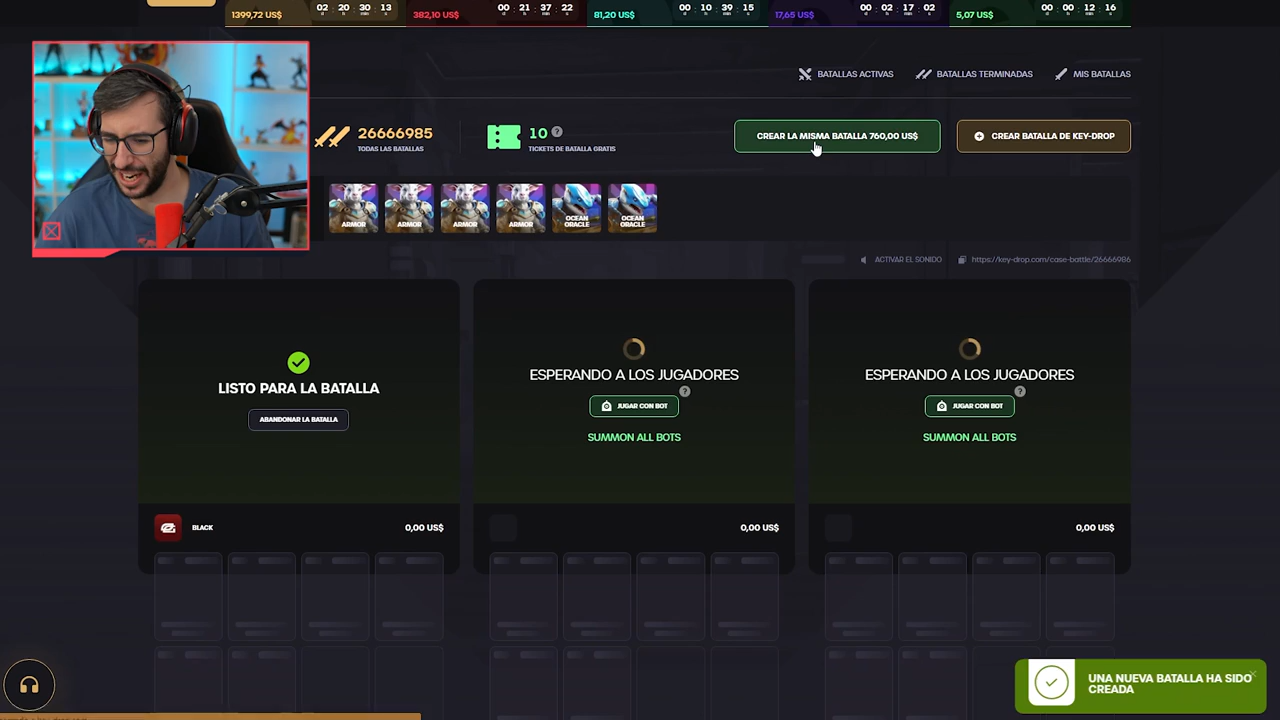 1399,72 US$
02 : 20 : 30 : 13
d h min s
382,10 US$
00 : 21 : 37 : 22
d h min s
81,20 US$
00 : 10 : 39 : 15
d h min s
17,65 US$
00 : 02 : 17 : 02
d h min s
5,07 US$
00 : 00 : 12 : 16
d h min s
BATALLAS ACTIVAS
BATALLAS TERMINADAS
MIS BATALLAS
26666985
TODAS LAS BATALLAS
10 ?
TICKETS DE BATALLA GRATIS
CREAR LA MISMA BATALLA 760,00 US$
CREAR BATALLA DE KEY-DROP
ARMOR
ARMOR
ARMOR
ARMOR
OCEAN
ORACLE
OCEAN
ORACLE
ACTIVAR EL SONIDO
https://key-drop.com/case-battle/26666986
LISTO PARA LA BATALLA
ABANDONAR LA BATALLA
ESPERANDO A LOS JUGADORES
?
JUGAR CON BOT
SUMMON ALL BOTS
ESPERANDO A LOS JUGADORES
?
JUGAR CON BOT
SUMMON ALL BOTS
BLACK
0,00 US$
0,00 US$
0,00 US$
UNA NUEVA BATALLA HA SIDO
CREADA